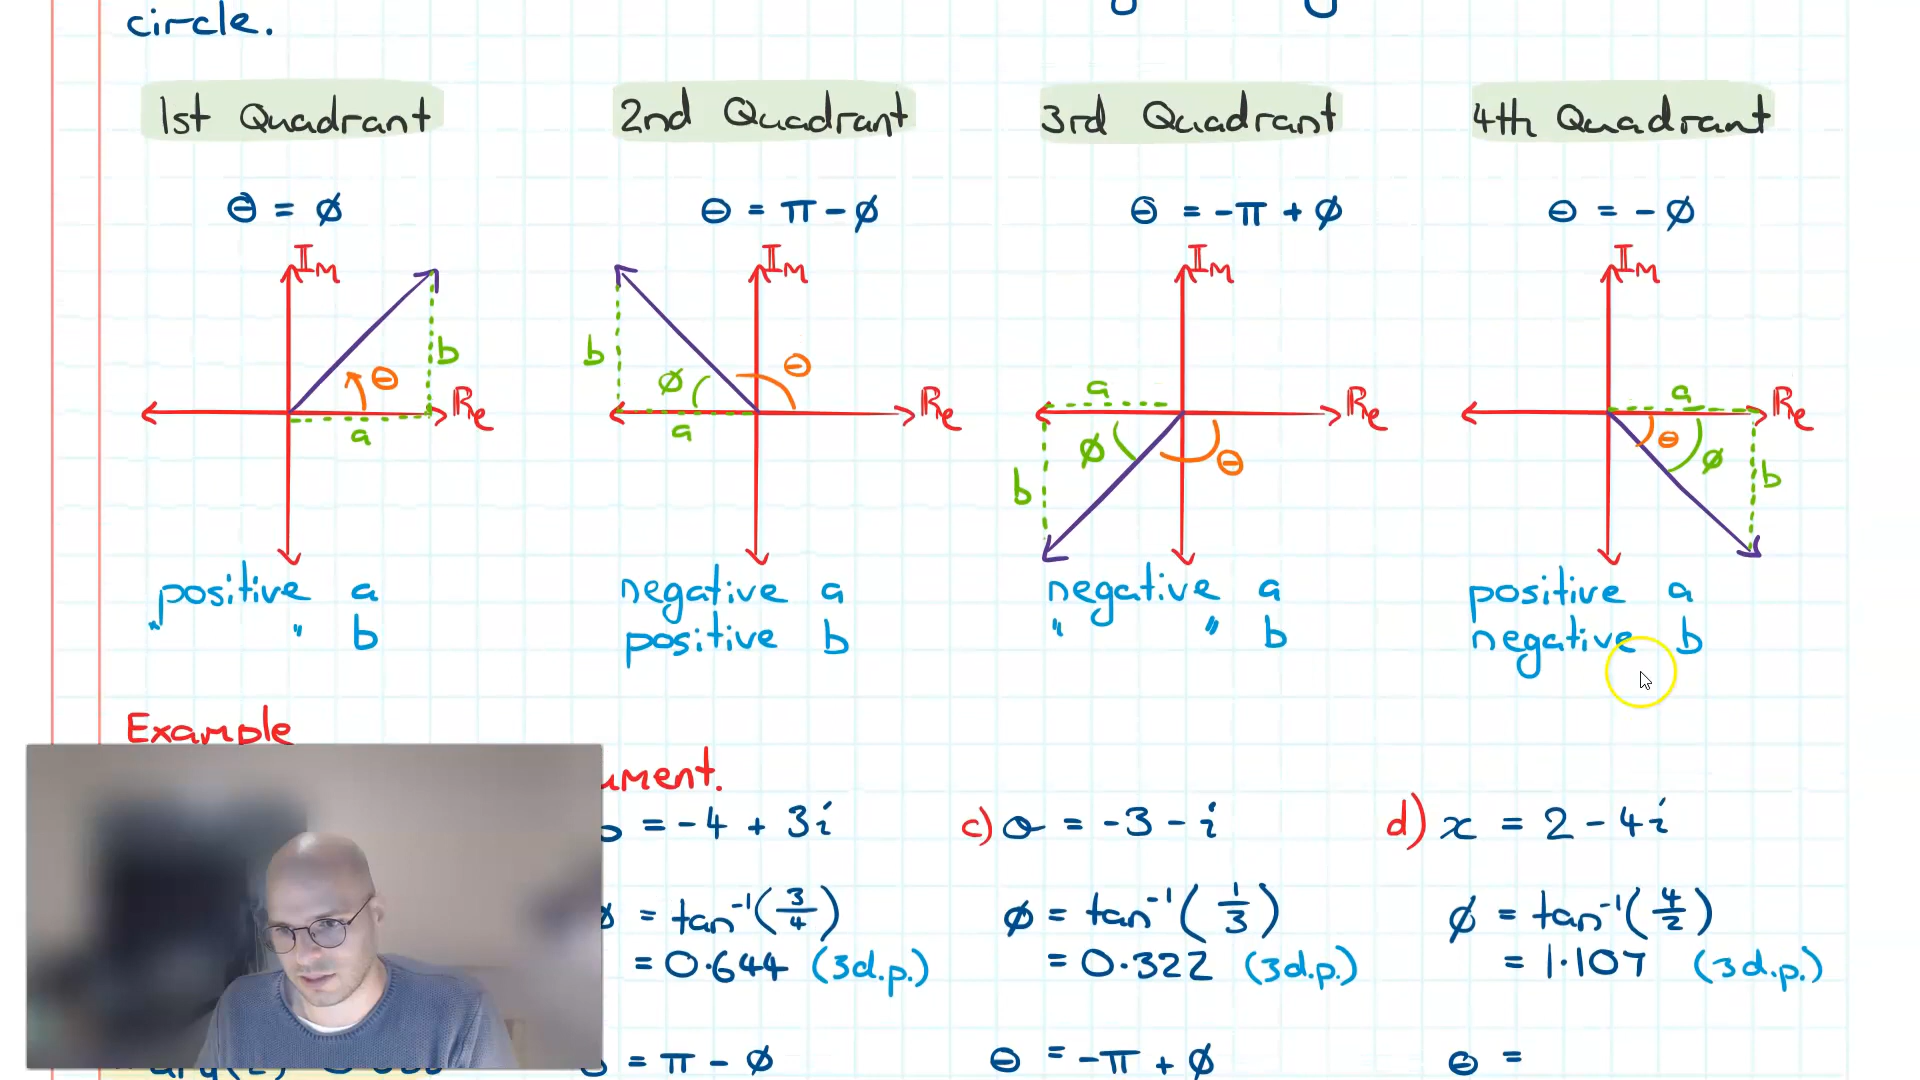 circle.
1st Quadrant
2nd Quadrant
3rd Quadrant
4th Quadrant
Θ = ø
Θ = π - ø
Θ = -π + ø
Θ = - ø
Im
Re
Θ
a
b
Im
ø
Θ
a
b
Re
Im
ø
Θ
a
b
Re
Im
Θ
ø
a
b
Re
positive a
" " b
negative a
positive b
negative a
" " b
positive a
negative b
Example
= -4 + 3i
c) = -3 - i
d) x = 2 - 4i
ø = tan⁻¹(3/4)
= 0.644 (3d.p.)
ø = tan⁻¹(1/3)
= 0.322 (3d.p.)
ø = tan⁻¹(4/2)
= 1.107 (3d.p.)
= π - ø
Θ = -π + ø
Θ =